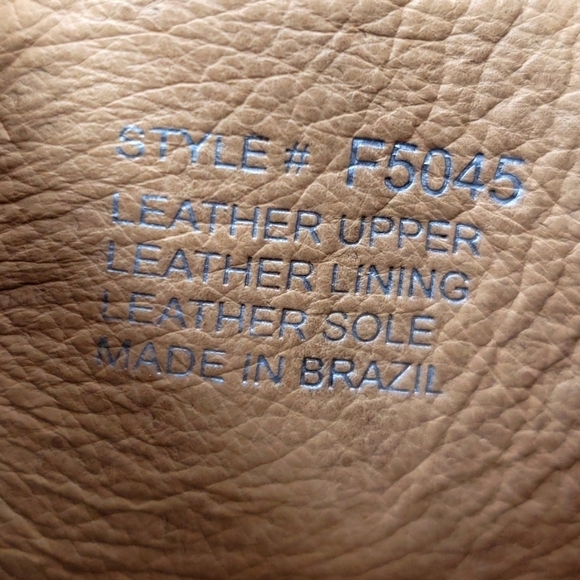 STYLE # F5045
LEATHER UPPER
LEATHER LiNING
LEATHER SOLE
MADE iN BRAZIL